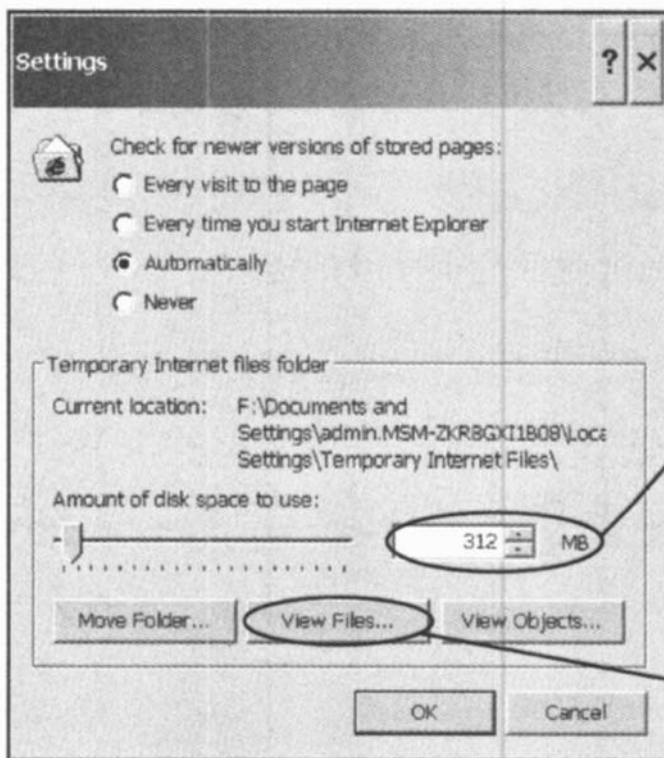 Settings
? ×
Check for newer versions of stored pages:
Every visit to the page
Every time you start Internet Explorer
Automatically
Never
Temporary Internet files folder
Current location: F:\Documents and
Settings\admin.MSM-ZKR8GXI1B08\Loca
Settings\Temporary Internet Files\
Amount of disk space to use:
312 MB
Move Folder... View Files... View Objects...
OK Cancel